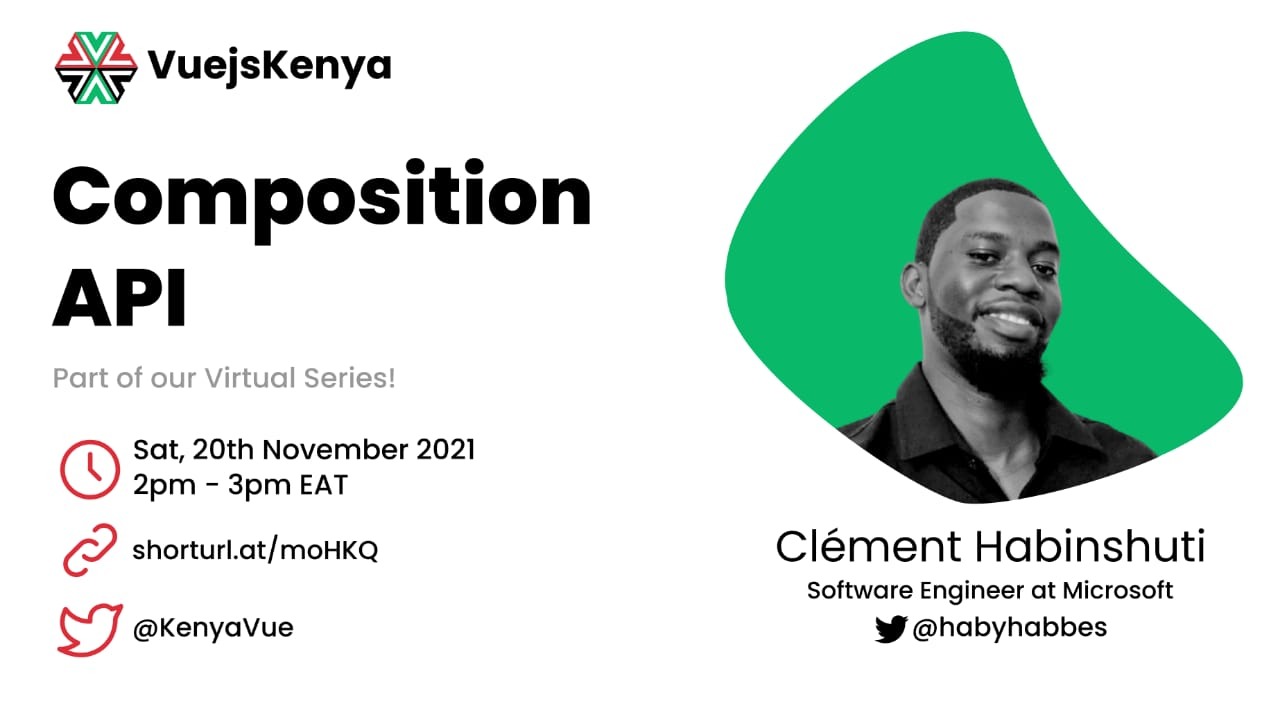 VuejsKenya
Composition
API
Part of our Virtual Series!
Sat, 20th November 2021
2pm - 3pm EAT
shorturl.at/moHKQ
@KenyaVue
Clément Habinshuti
Software Engineer at Microsoft
@habyhabbes